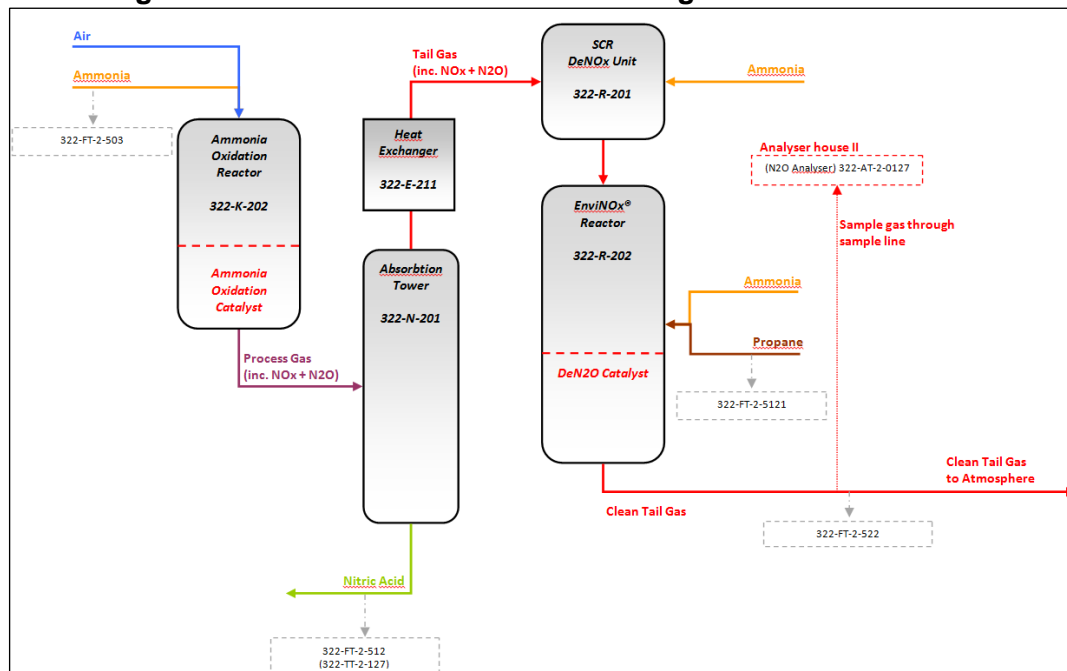 Air
Ammonia
322-FT-2-503
Ammonia
Oxidation
Reactor
322-K-202
Ammonia
Oxidation
Catalyst
Process Gas
(inc. NOx + N2O)
Tail Gas
(inc. NOx + N2O)
Heat
Exchanger
322-E-211
Absorbtion
Tower
322-N-201
Nitric Acid
322-FT-2-512
(322-TT-2-127)
SCR
DeNOx Unit
322-R-201
Ammonia
EnviNOx®
Reactor
322-R-202
DeN2O Catalyst
Ammonia
Propane
322-FT-2-5121
Analyser house II
(N2O Analyser) 322-AT-2-0127
Sample gas through
sample line
Clean Tail Gas
to Atmosphere
Clean Tail Gas
322-FT-2-522